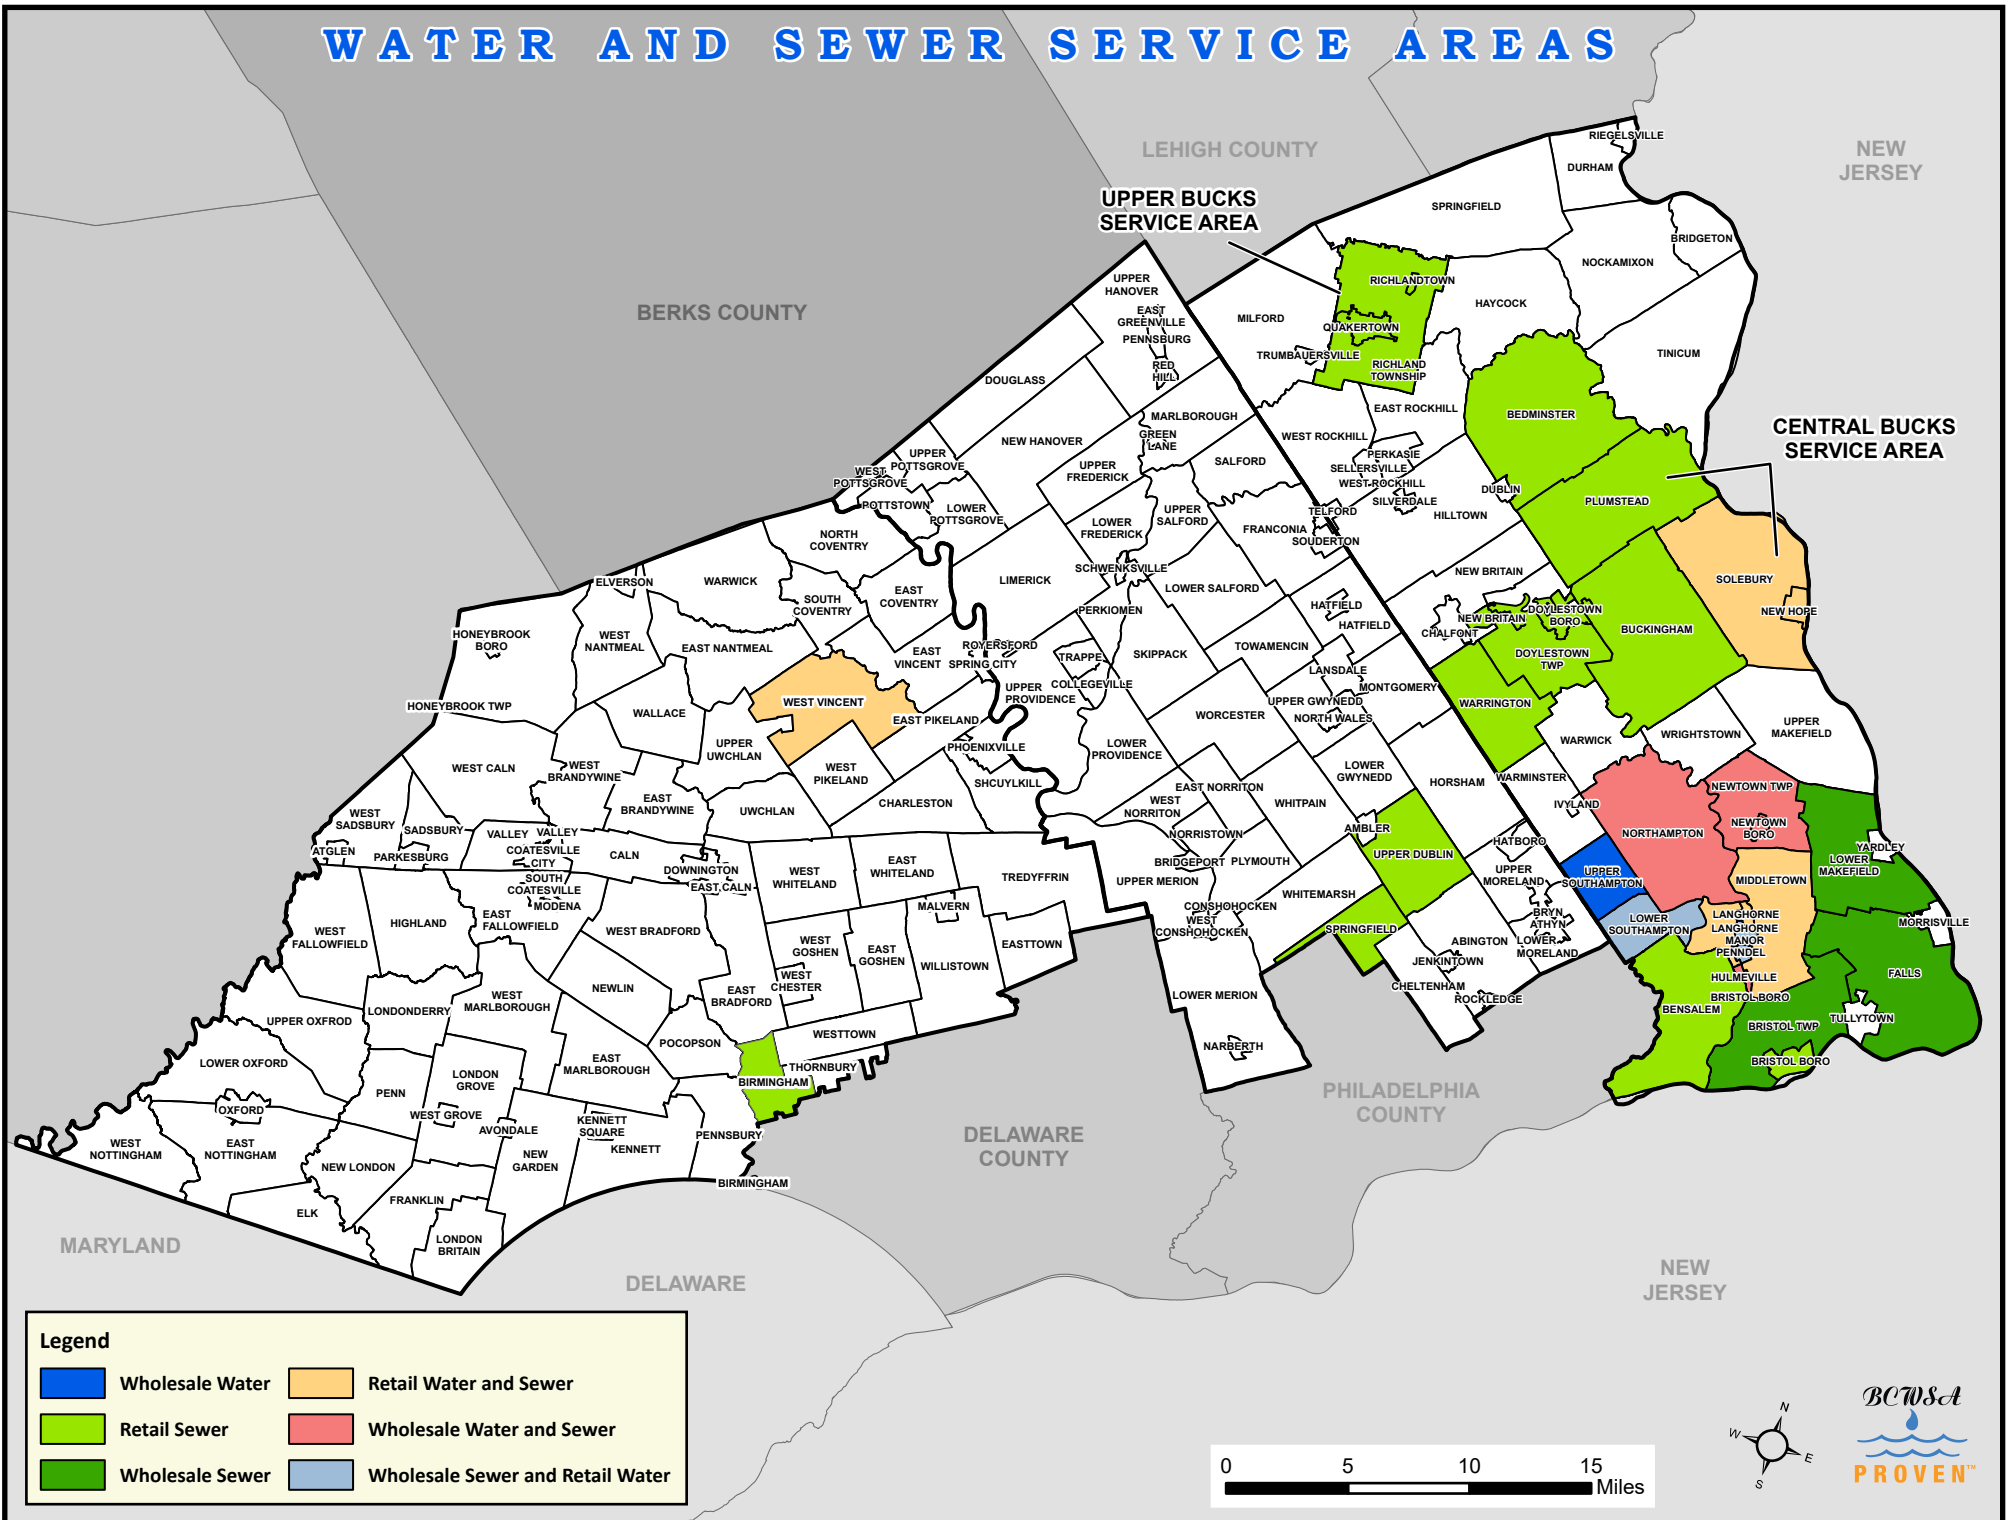 WATER AND SEWER SERVICE AREAS
LEHIGH COUNTY
NEW
JERSEY
BERKS COUNTY
UPPER BUCKS
SERVICE AREA
CENTRAL BUCKS
SERVICE AREA
RIEGELSVILLE
DURHAM
SPRINGFIELD
BRIDGETON
NOCKAMIXON
RICHLANDTOWN
HAYCOCK
MILFORD
QUAKERTOWN
TRUMBAUERSVILLE
RICHLAND
TOWNSHIP
TINICUM
EAST ROCKHILL
BEDMINSTER
WEST ROCKHILL
PERKASIE
SELLERSVILLE
WEST ROCKHILL
SILVERDALE
DUBLIN
HILLTOWN
PLUMSTEAD
TELFORD
SOUDERTON
NEW BRITAIN
SOLEBURY
NEW HOPE
CHALFONT
NEW BRITAIN
DOYLESTOWN
BORO
BUCKINGHAM
DOYLESTOWN
TWP
WARRINGTON
WARWICK
WRIGHTSTOWN
UPPER
MAKEFIELD
WARMINSTER
IVYLAND
NORTHAMPTON
NEWTOWN TWP
NEWTOWN
BORO
YARDLEY
LOWER
MAKEFIELD
UPPER
SOUTHAMPTON
MIDDLETOWN
LOWER
SOUTHAMPTON
LANGHORNE
LANGHORNE
MANOR
PENNDEL
HULMEVILLE
BRISTOL BORO
MORRISVILLE
FALLS
BENSALEM
BRISTOL TWP
TULLYTOWN
BRISTOL BORO
UPPER
HANOVER
EAST
GREENVILLE
PENNSBURG
RED
HILL
DOUGLASS
MARLBOROUGH
GREEN
LANE
NEW HANOVER
UPPER
FREDERICK
SALFORD
UPPER
POTTSGROVE
WEST
POTTSGROVE
POTTSTOWN
LOWER
POTTSGROVE
LOWER
FREDERICK
UPPER
SALFORD
FRANCONIA
SCHWENKSVILLE
LIMERICK
LOWER SALFORD
PERKIOMEN
HATFIELD
HATFIELD
ROYERSFORD
TRAPPE
SKIPPACK
TOWAMENCIN
LANSDALE
COLLEGEVILLE
UPPER
PROVIDENCE
MONTGOMERY
UPPER GWYNEDD
NORTH WALES
WORCESTER
LOWER
PROVIDENCE
LOWER
GWYNEDD
HORSHAM
EAST NORRITON
WEST
NORRITON
WHITPAIN
NORRISTOWN
AMBLER
UPPER DUBLIN
HATBORO
BRIDGEPORT
PLYMOUTH
UPPER MERION
WHITEMARSH
UPPER
MORELAND
CONSHOHOCKEN
WEST
CONSHOHOCKEN
SPRINGFIELD
BRYN
ATHYN
ABINGTON
LOWER
MORELAND
JENKINTOWN
CHELTENHAM
ROCKLEDGE
LOWER MERION
NARBERTH
NORTH
COVENTRY
ELVERSON
WARWICK
SOUTH
COVENTRY
EAST
COVENTRY
HONEYBROOK
BORO
WEST
NANTMEAL
EAST NANTMEAL
EAST
VINCENT
SPRING CITY
HONEYBROOK TWP
WALLACE
WEST VINCENT
EAST PIKELAND
UPPER
UWCHLAN
PHOENIXVILLE
WEST CALN
WEST
BRANDYWINE
WEST
PIKELAND
SHCUYLKILL
EAST
BRANDYWINE
UWCHLAN
CHARLESTON
WEST
SADSBURY
SADSBURY
VALLEY
VALLEY
COATESVILLE
CITY
CALN
ATGLEN
PARKESBURG
DOWNINGTON
EAST CALN
WEST
WHITELAND
EAST
WHITELAND
TREDYFFRIN
SOUTH
COATESVILLE
MODENA
MALVERN
HIGHLAND
EAST
FALLOWFIELD
WEST
FALLOWFIELD
WEST BRADFORD
WEST
GOSHEN
EAST
GOSHEN
EASTTOWN
WILLISTOWN
WEST
CHESTER
NEWLIN
EAST
BRADFORD
LONDONDERRY
WEST
MARLBOROUGH
UPPER OXFROD
WESTTOWN
POCOPSON
LOWER OXFORD
EAST
MARLBOROUGH
THORNBURY
BIRMINGHAM
PENN
LONDON
GROVE
OXFORD
WEST GROVE
AVONDALE
KENNETT
SQUARE
KENNETT
PENNSBURY
WEST
NOTTINGHAM
EAST
NOTTINGHAM
NEW LONDON
NEW
GARDEN
BIRMINGHAM
FRANKLIN
ELK
LONDON
BRITAIN
PHILADELPHIA
COUNTY
DELAWARE
COUNTY
MARYLAND
DELAWARE
NEW
JERSEY
Legend
Wholesale Water
Retail Water and Sewer
Retail Sewer
Wholesale Water and Sewer
Wholesale Sewer
Wholesale Sewer and Retail Water
0 5 10 15
Miles
N
W
E
S
BCWSA
PROVEN™